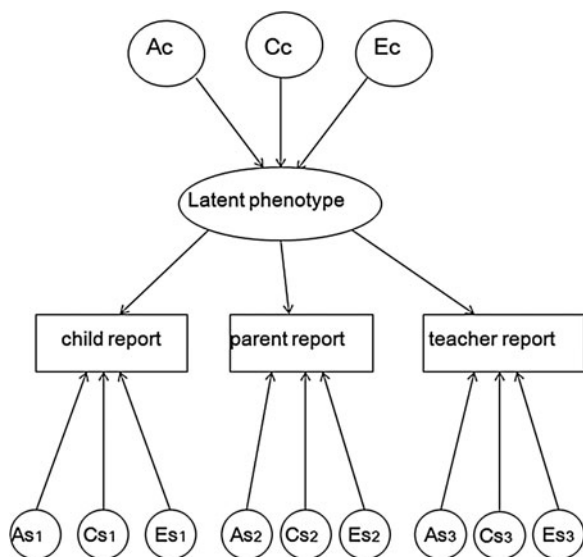 Ac Cc Ec
Latent phenotype
child report parent report teacher report
As1 Cs1 Es1 As2 Cs2 Es2 As3 Cs3 Es3